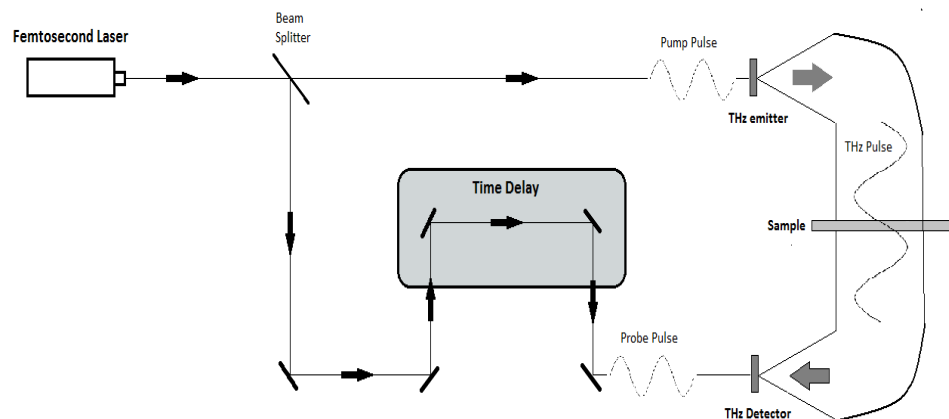 Beam
Splitter
Femtosecond Laser
Pump Pulse
THz emitter
THz Pulse
Time Delay
Sample
Probe Pulse
THz Detector